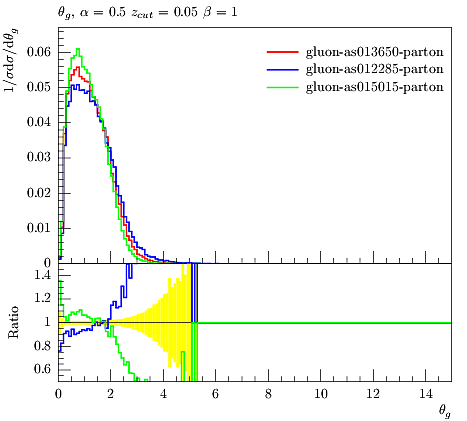 θg, α = 0.5 zcut = 0.05 β = 1
1/σdσ/dθg
gluon-as013650-parton
gluon-as012285-parton
gluon-as015015-parton
0.06
0.05
0.04
0.03
0.02
0.01
0
Ratio
1.4
1.2
1
0.8
0.6
0 2 4 6 8 10 12 14
θg